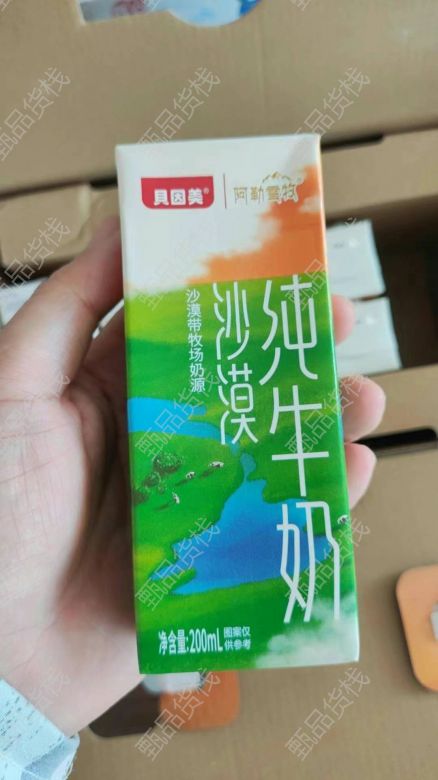 贝因美®
阿勒雪牧
沙漠
纯牛奶
沙漠带牧场奶源
净含量:200mL
图案仅
供参考
甄品货栈